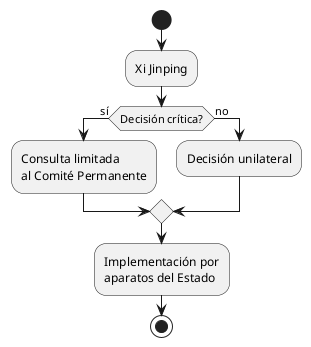 Xi Jinping
Decisión crítica?
sí
no
Consulta limitada
al Comité Permanente
Decisión unilateral
Implementación por
aparatos del Estado